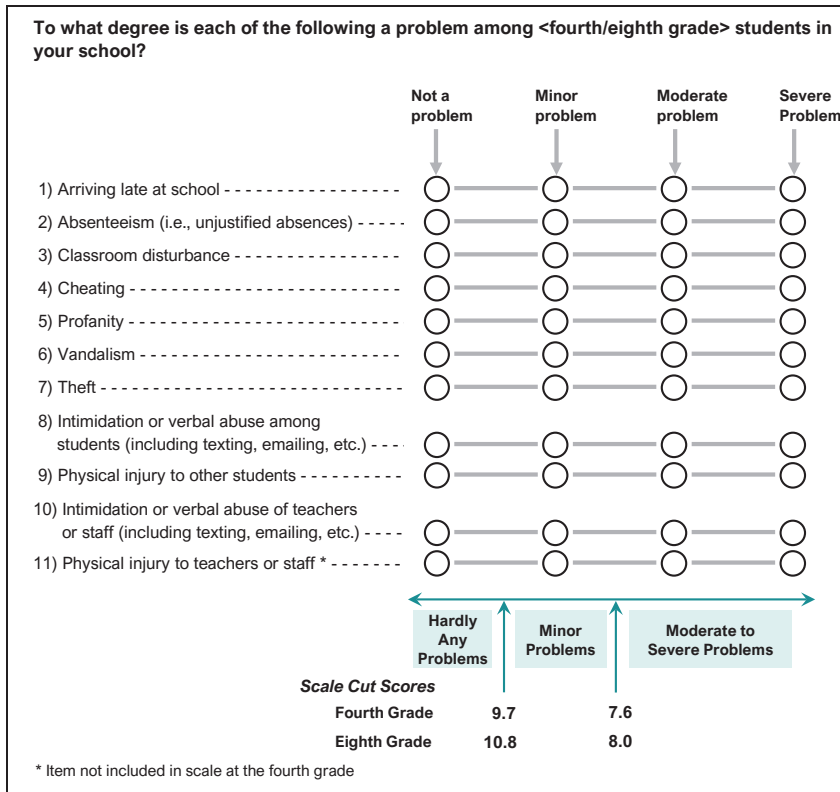 To what degree is each of the following a problem among <fourth/eighth grade> students in
your school?
Not a
problem
Minor
problem
Moderate
problem
Severe
Problem
1) Arriving late at school - - - - - - - - - - - - - - - - -
2) Absenteeism (i.e., unjustified absences) - - - - -
3) Classroom disturbance - - - - - - - - - - - - - - - -
4) Cheating - - - - - - - - - - - - - - - - - - - - - - - - - -
5) Profanity - - - - - - - - - - - - - - - - - - - - - - - - - -
6) Vandalism - - - - - - - - - - - - - - - - - - - - - - - - -
7) Theft - - - - - - - - - - - - - - - - - - - - - - - - - - - - -
8) Intimidation or verbal abuse among
students (including texting, emailing, etc.) - - - -
9) Physical injury to other students - - - - - - - - - -
10) Intimidation or verbal abuse of teachers
or staff (including texting, emailing, etc.) - - - -
11) Physical injury to teachers or staff * - - - - - - -
Hardly
Any
Problems
Minor
Problems
Moderate to
Severe Problems
Scale Cut Scores
Fourth Grade 9.7 7.6
Eighth Grade 10.8 8.0
* Item not included in scale at the fourth grade